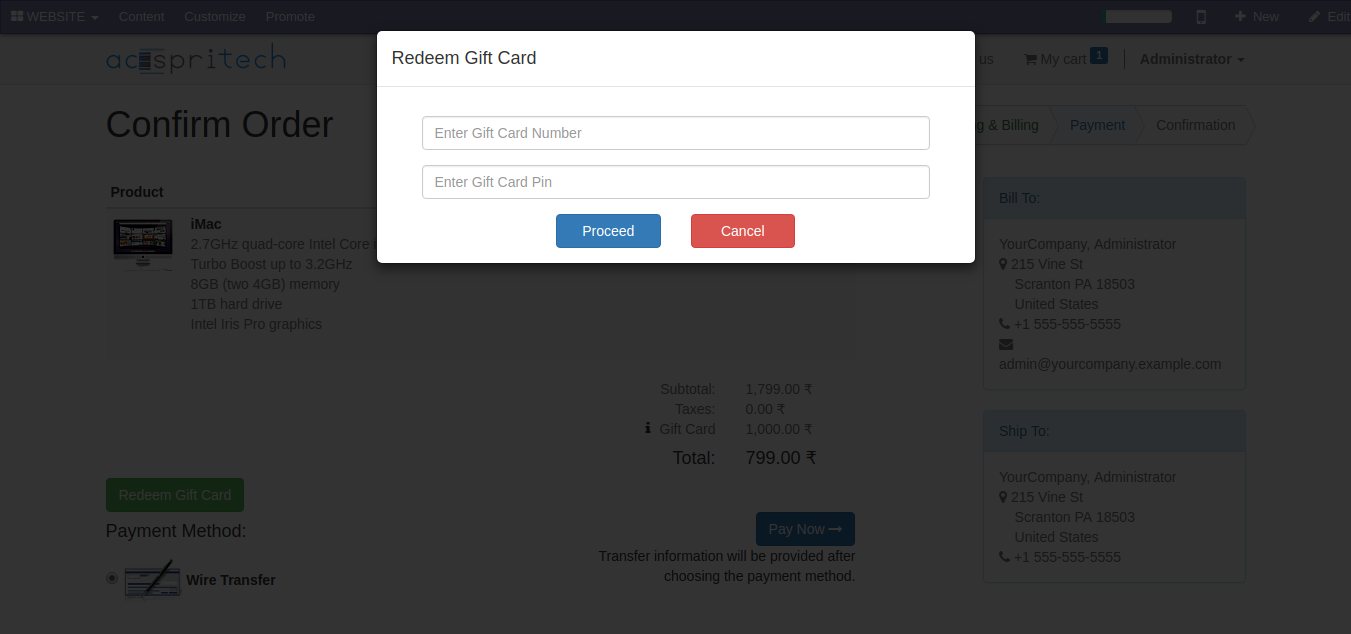 WEBSITE
Content
Customize
Promote
New
Edit
us
My cart
1
Administrator
Redeem Gift Card
Enter Gift Card Number
Enter Gift Card Pin
Proceed
Cancel
Confirm Order
g & Billing
Payment
Confirmation
Product
iMac
2.7GHz quad-core Intel Core
Turbo Boost up to 3.2GHz
8GB (two 4GB) memory
1TB hard drive
Intel Iris Pro graphics
Subtotal: 1,799.00 ₹
Taxes: 0.00 ₹
Gift Card 1,000.00 ₹
Total: 799.00 ₹
Redeem Gift Card
Payment Method:
Wire Transfer
Pay Now
Transfer information will be provided after
choosing the payment method.
Bill To:
YourCompany, Administrator
215 Vine St
Scranton PA 18503
United States
+1 555-555-5555
admin@yourcompany.example.com
Ship To:
YourCompany, Administrator
215 Vine St
Scranton PA 18503
United States
+1 555-555-5555